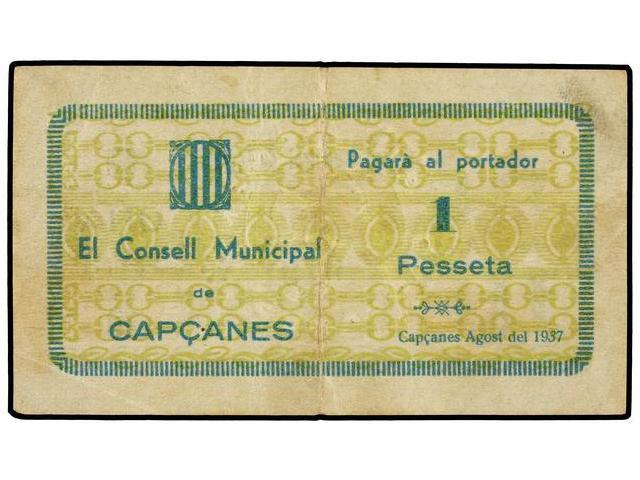 El Consell Municipal
de
CAPÇANES
Pagarà al portador
1
Pesseta
Capçanes Agost del 1937